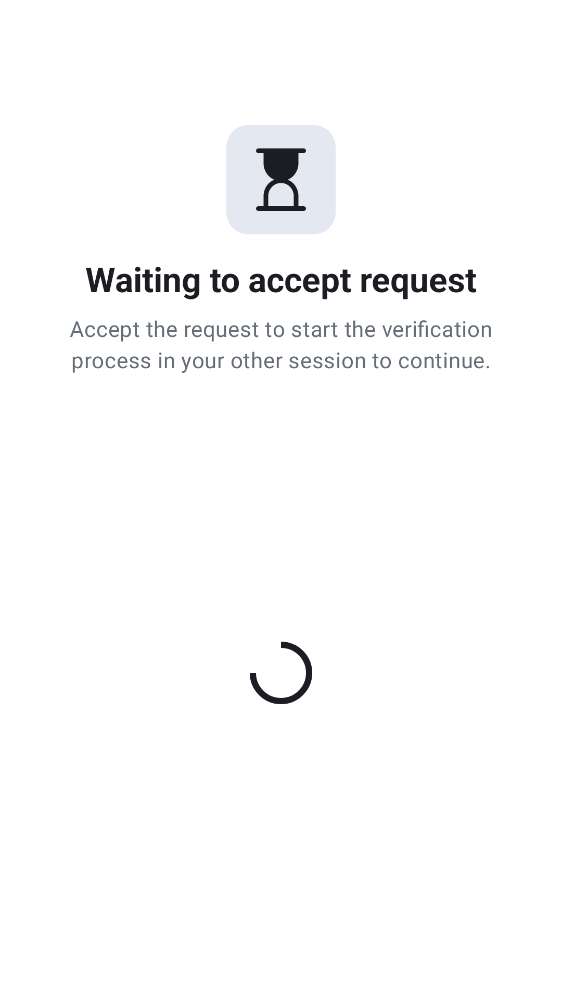 Waiting to accept request
Accept the request to start the verification
process in your other session to continue.